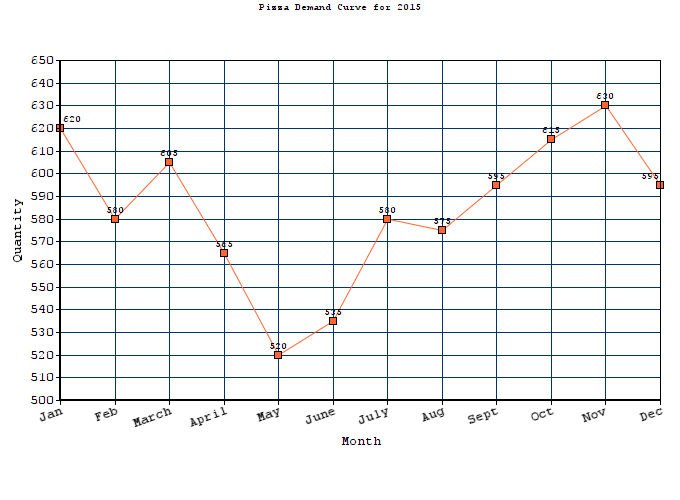 Pizza Demand Curve for 2015
650
640
630
620
610
600
590
580
570
560
550
540
530
520
510
500
Quantity
620
580
605
565
520
535
580
575
595
615
630
595
Jan
Feb
March
April
May
June
July
Aug
Sept
Oct
Nov
Dec
Month